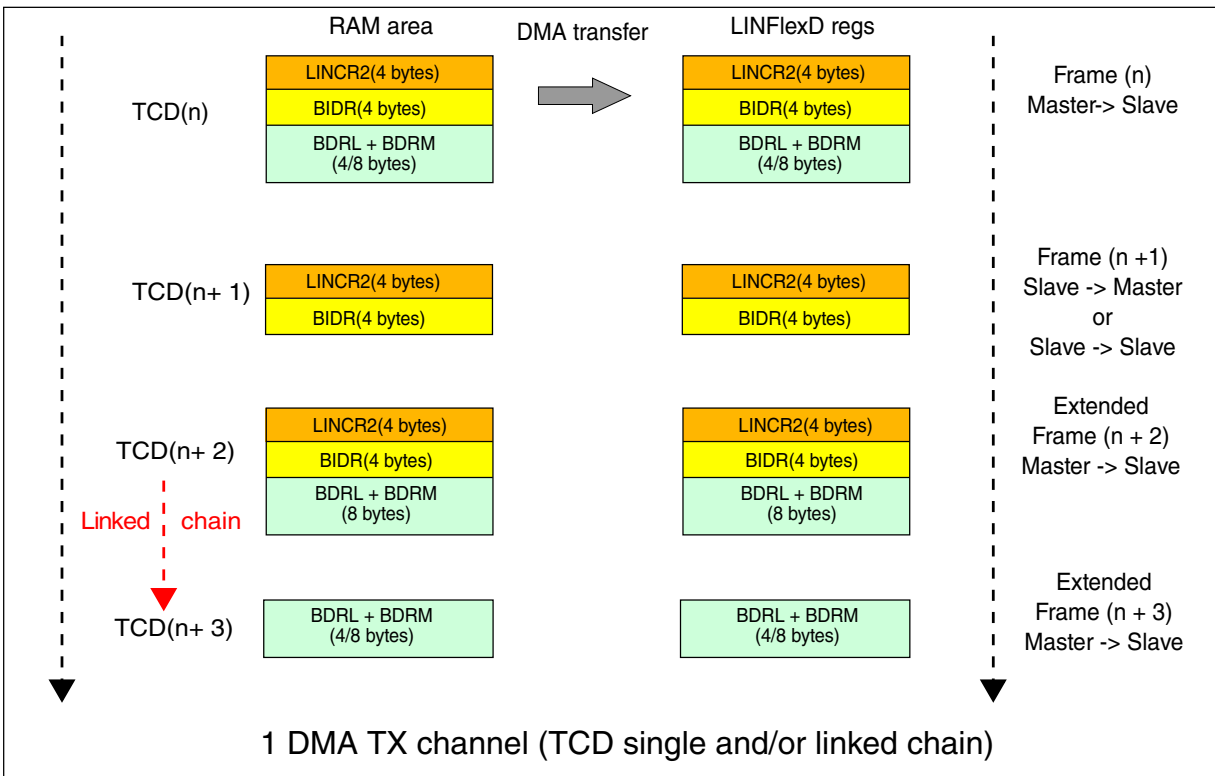 RAM area
DMA transfer
LINFlexD regs
TCD(n)
LINCR2(4 bytes)
BIDR(4 bytes)
BDRL + BDRM
(4/8 bytes)
LINCR2(4 bytes)
BIDR(4 bytes)
BDRL + BDRM
(4/8 bytes)
Frame (n)
Master-> Slave
TCD(n+ 1)
LINCR2(4 bytes)
BIDR(4 bytes)
LINCR2(4 bytes)
BIDR(4 bytes)
Frame (n +1)
Slave -> Master
or
Slave -> Slave
TCD(n+ 2)
LINCR2(4 bytes)
BIDR(4 bytes)
BDRL + BDRM
(8 bytes)
LINCR2(4 bytes)
BIDR(4 bytes)
BDRL + BDRM
(8 bytes)
Extended
Frame (n + 2)
Master -> Slave
Linked chain
TCD(n+ 3)
BDRL + BDRM
(4/8 bytes)
BDRL + BDRM
(4/8 bytes)
Extended
Frame (n + 3)
Master -> Slave
1 DMA TX channel (TCD single and/or linked chain)